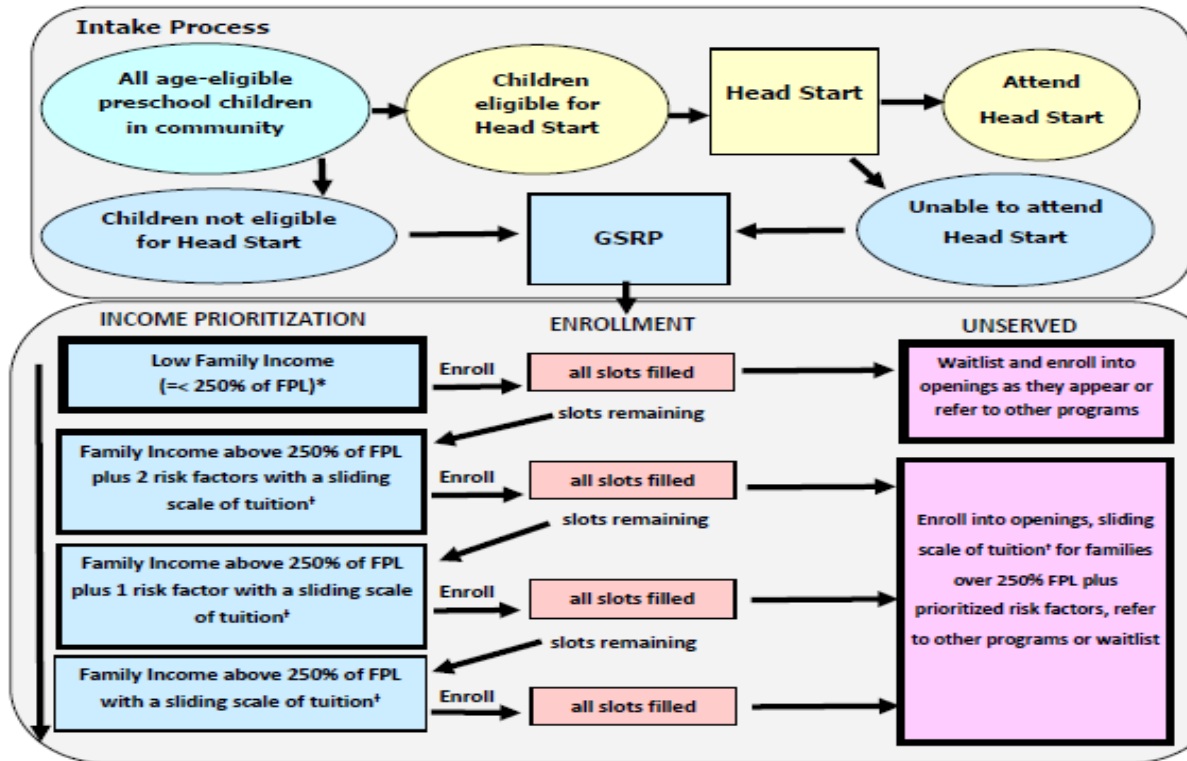 Intake Process
All age-eligible
preschool children
in community
Children
eligible for
Head Start
Head Start
Attend
Head Start
Children not eligible
for Head Start
GSRP
Unable to attend
Head Start
INCOME PRIORITIZATION
ENROLLMENT
UNSERVED
Low Family Income
(=< 250% of FPL)*
Enroll
all slots filled
Waitlist and enroll into
openings as they appear or
refer to other programs
slots remaining
Family Income above 250% of FPL
plus 2 risk factors with a sliding
scale of tuition†
Enroll
all slots filled
slots remaining
Family Income above 250% of FPL
plus 1 risk factor with a sliding scale
of tuition†
Enroll
all slots filled
Enroll into openings, sliding
scale of tuition† for families
over 250% FPL plus
prioritized risk factors, refer
to other programs or waitlist
slots remaining
Family Income above 250% of FPL
with a sliding scale of tuition†
Enroll
all slots filled